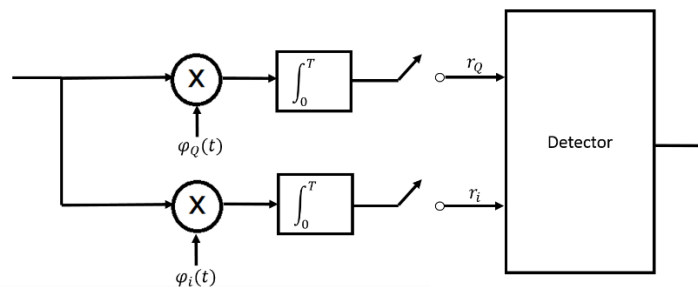 X
∫₀ᵀ
r_Q
φ_Q(t)
Detector
X
∫₀ᵀ
r_i
φ_i(t)